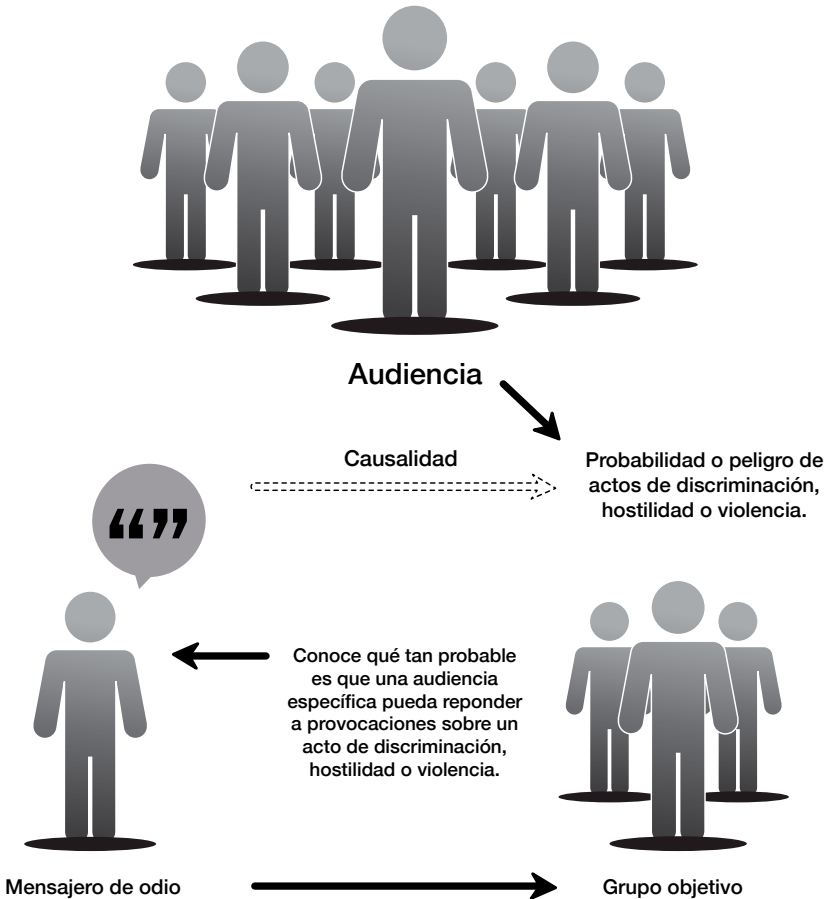 Audiencia
Causalidad
Probabilidad o peligro de
actos de discriminación,
hostilidad o violencia.
“”
Conoce qué tan probable
es que una audiencia
específica pueda reponder
a provocaciones sobre un
acto de discriminación,
hostilidad o violencia.
Mensajero de odio
Grupo objetivo